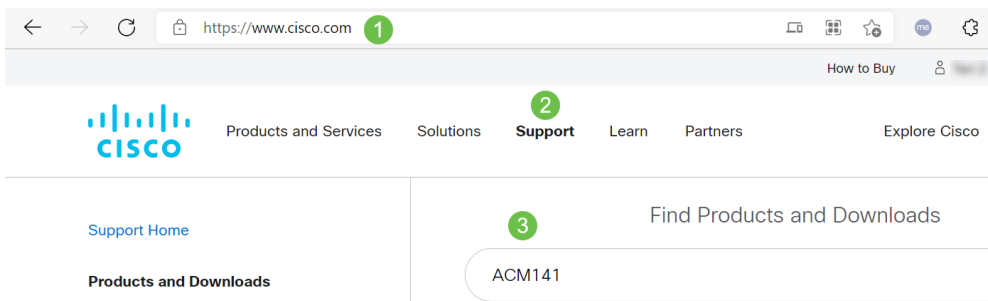 https://www.cisco.com 1
me
How to Buy
2
CISCO
Products and Services Solutions Support Learn Partners Explore Cisco
Support Home
3 Find Products and Downloads
Products and Downloads
ACM141